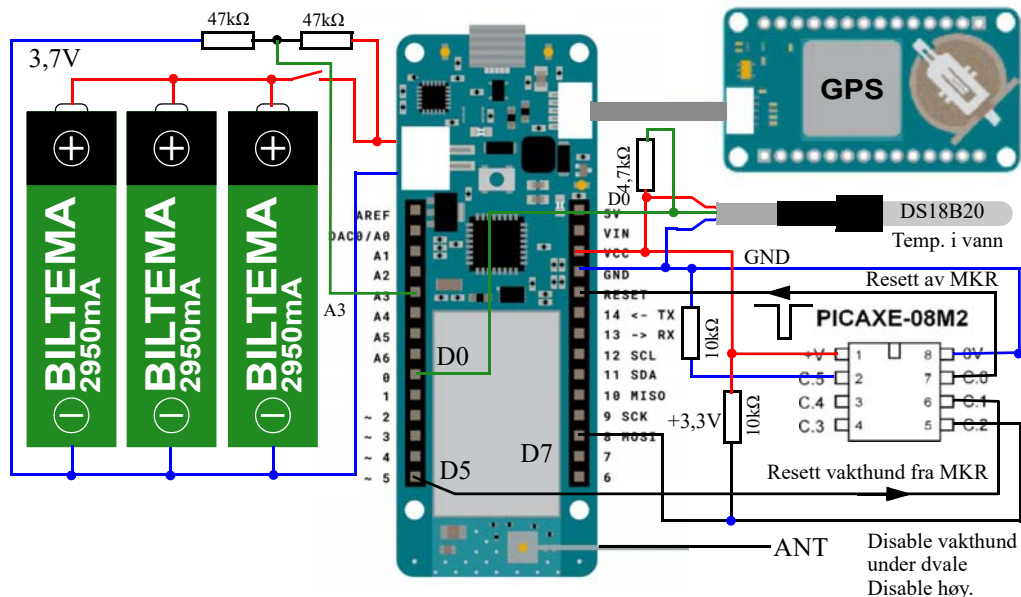 47kΩ
47kΩ
3,7V
GPS
BILTEMA
2950mA
BILTEMA
2950mA
BILTEMA
2950mA
4,7kΩ
D0
DS18B20
Temp. i vann
AREF
DAC0/A0
A1
A2
A3
A4
A5
A6
0
1
~ 2
~ 3
~ 4
~ 5
A3
D0
D5
D7
5V
VIN
VCC
GND
RESET
14 <- TX
13 -> RX
12 SCL
11 SDA
10 MISO
9 SCK
8 MOSI
7
6
GND
Resett av MKR
10kΩ
PICAXE-08M2
+V 1 8 0V
C.5 2 7 C.0
C.4 3 6 C.1
C.3 4 5 C.2
+3,3V
10kΩ
Resett vakthund fra MKR
ANT
Disable vakthund
under dvale
Disable høy.